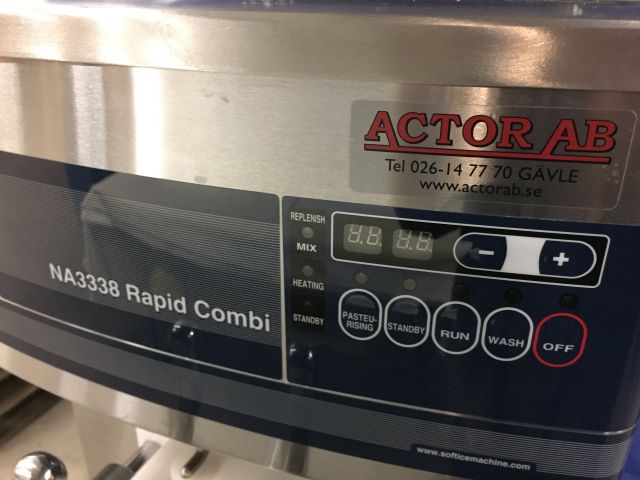 ACTOR AB
Tel 026-14 77 70 GÄVLE
www.actorab.se
REPLENISH
MIX
HEATING
STANDBY
- +
NA3338 Rapid Combi
PASTEU-
RISING
STANDBY
RUN
WASH
OFF
www.softicemachine.com